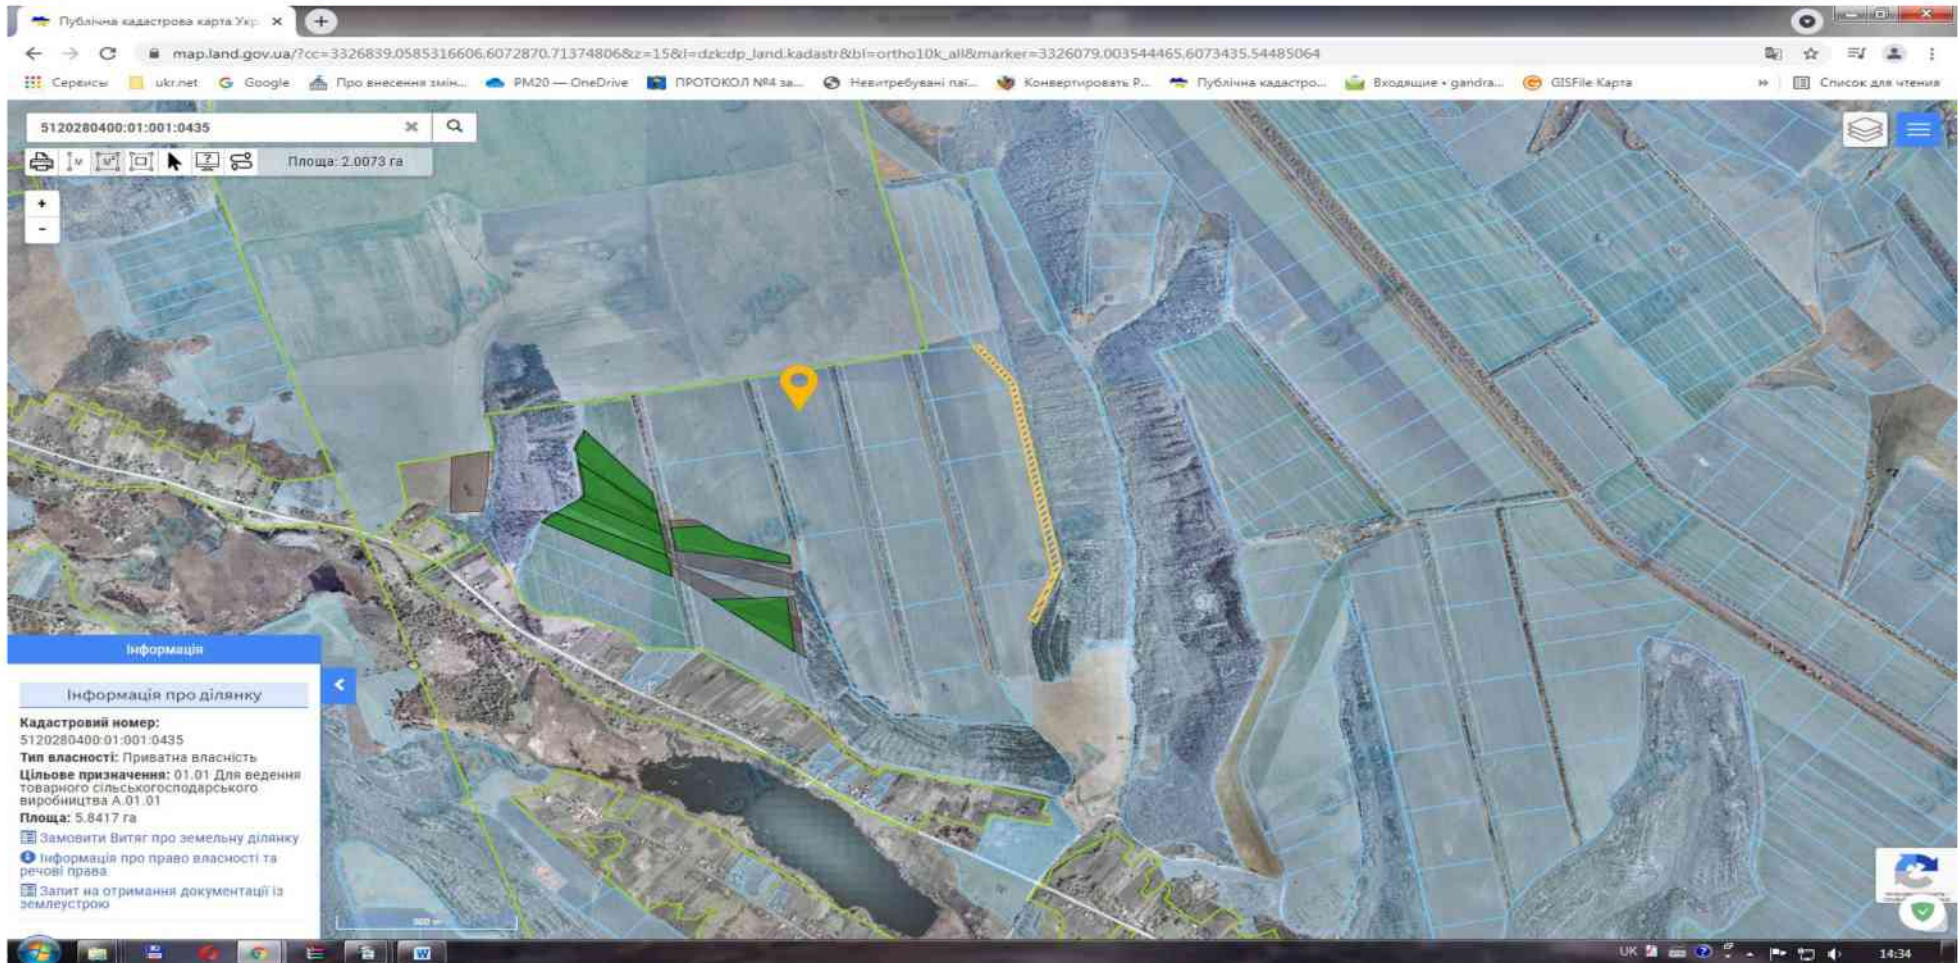 Публічна кадастрова карта Укр
map.land.gov.ua/?cc=3326839.0585316606.6072870.71374806&z=15&l=dzk:dp_land.kadastr&bl=ortho10k_all&marker=3326079.003544465.6073435.54485064
Сервисы ukr.net Google Про внесення змін... PM20 — OneDrive ПРОТОКОЛ №4 за... Невитребувані паї... Конвертировать P... Публічна кадастро... Входящие • gandra... GISFile Карта » Список для чтения
5120280400:01:001:0435
Площа: 2.0073 га
+
-
Інформація
Інформація про ділянку
Кадастровий номер:
5120280400:01:001:0435
Тип власності: Приватна власність
Цільове призначення: 01.01 Для ведення
товарного сільськогосподарського
виробництва А.01.01
Площа: 5.8417 га
Замовити Витяг про земельну ділянку
Інформація про право власності та
речові права
Запит на отримання документації із
землеустрою
UK 14:34